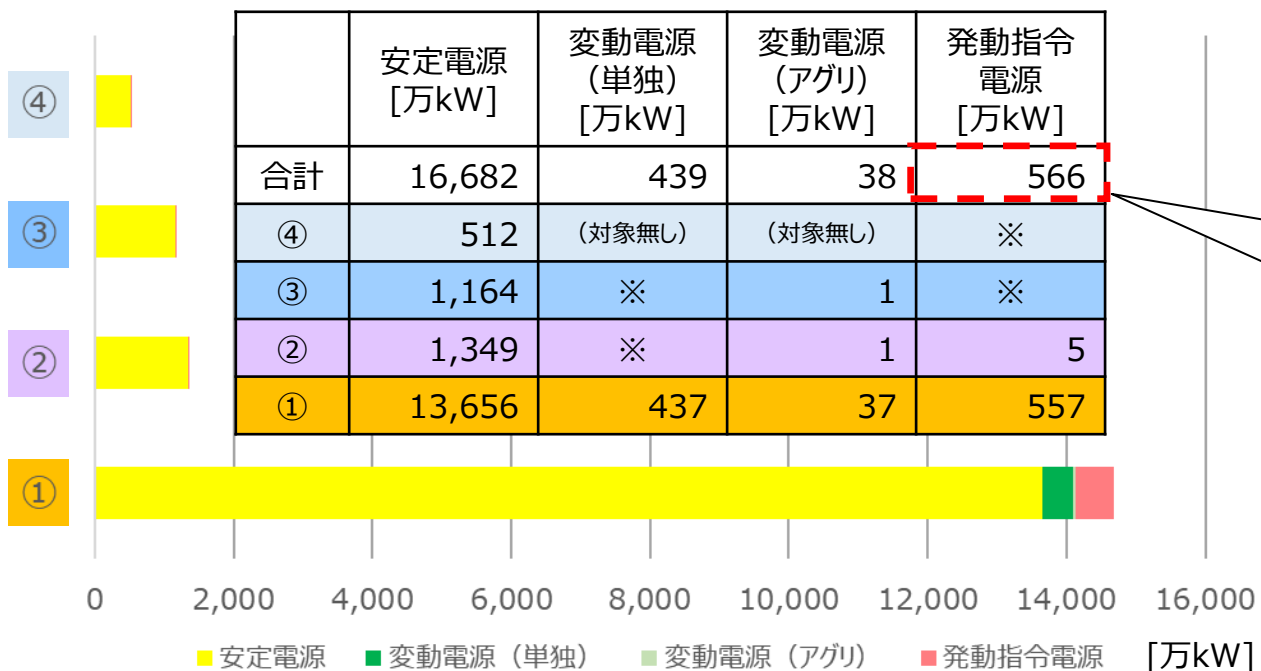 安定電源
[万kW]
変動電源
（単独）
[万kW]
変動電源
（アグリ）
[万kW]
発動指令
電源
[万kW]
合計 16,682 439 38 566
④ 512 （対象無し） （対象無し） ※
③ 1,164 ※ 1 ※
② 1,349 ※ 1 5
① 13,656 437 37 557
④
③
②
①
0 2,000 4,000 6,000 8,000 10,000 12,000 14,000 16,000
安定電源 変動電源（単独） 変動電源（アグリ） 発動指令電源 [万kW]